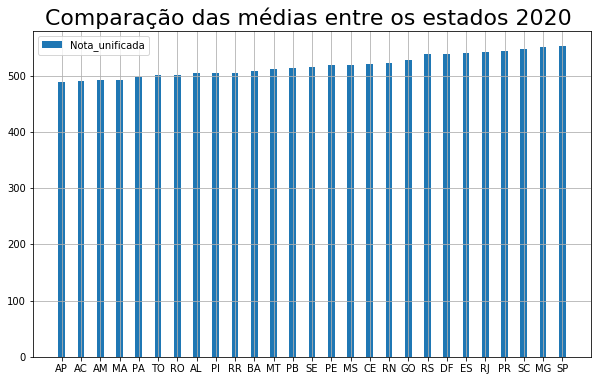 Comparação das médias entre os estados 2020
Nota_unificada
500
400
300
200
100
0
AP AC AM MA PA TO RO AL PI RR BA MT PB SE PE MS CE RN GO RS DF ES RJ PR SC MG SP